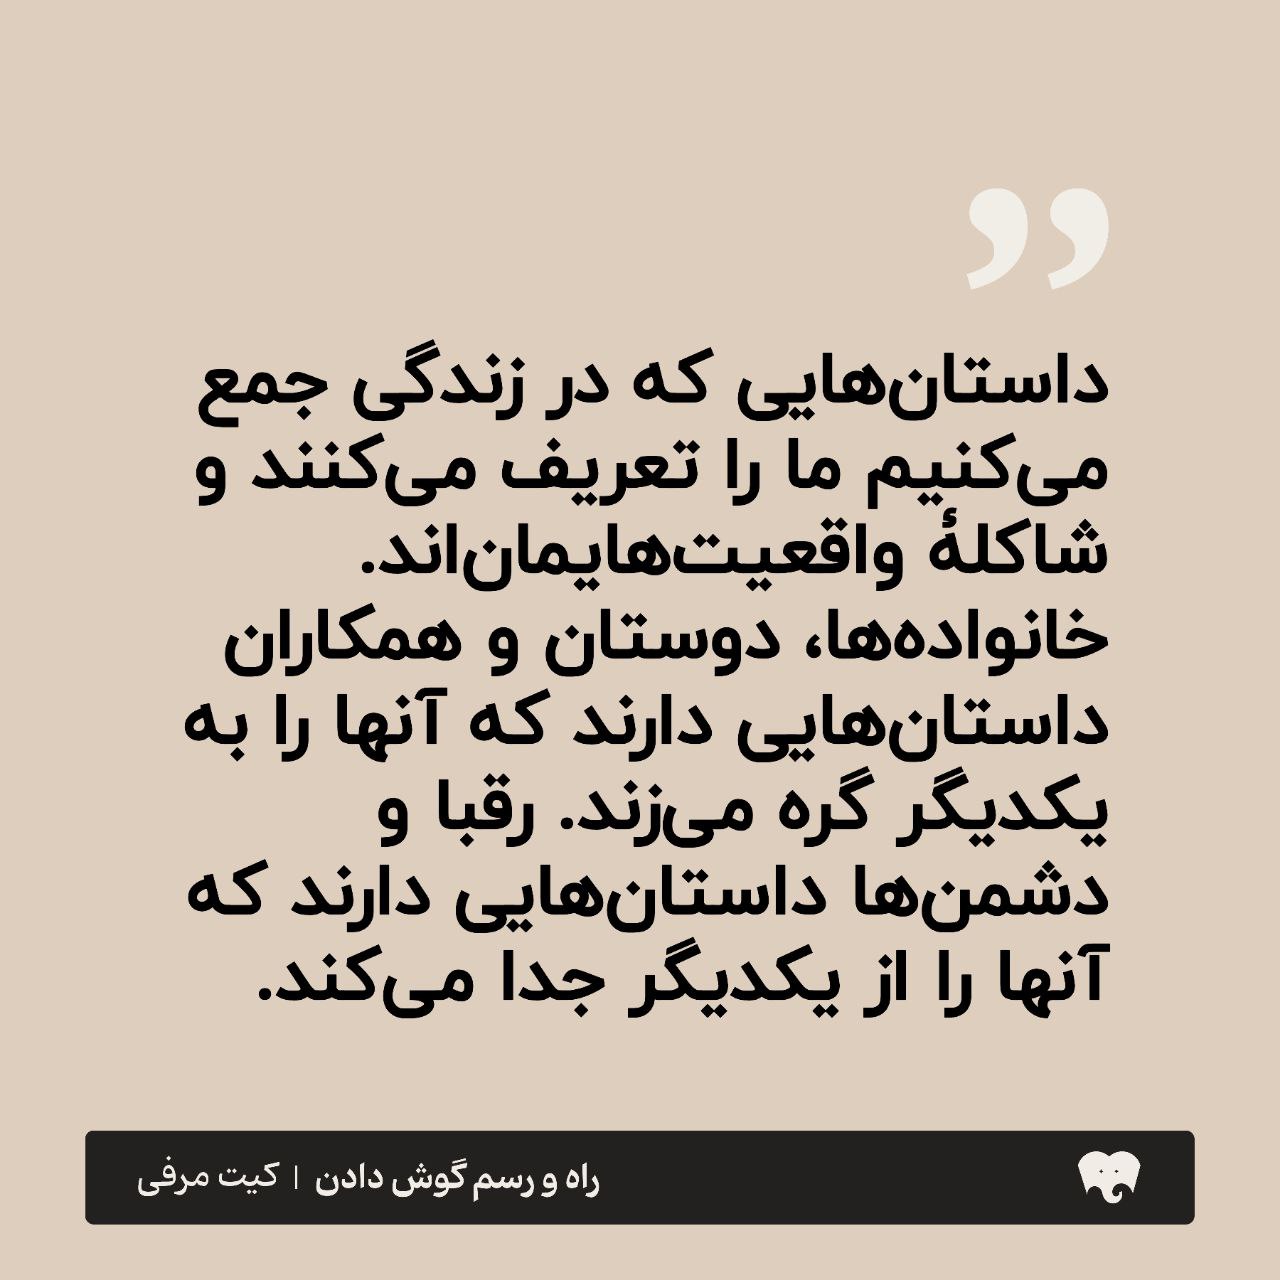 ”
داستان‌هایی که در زندگی جمع
می‌کنیم ما را تعریف می‌کنند و
شاکلهٔ واقعیت‌هایمان‌اند.
خانواده‌ها، دوستان و همکاران
داستان‌هایی دارند که آنها را به
یکدیگر گره می‌زند. رقبا و
دشمن‌ها داستان‌هایی دارند که
آنها را از یکدیگر جدا می‌کند.
راه و رسم گوش دادن | کیت مرفی